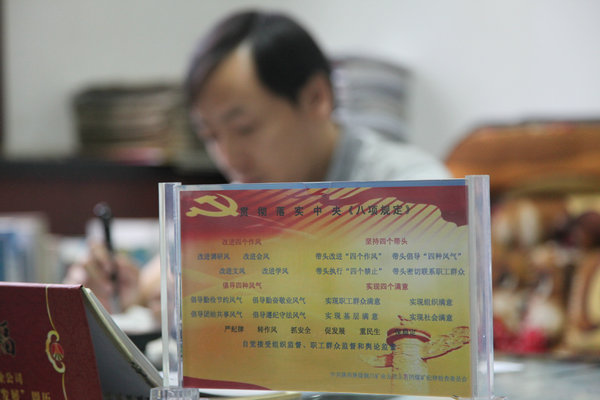 贯彻落实中央《八项规定》
改进四个作风 坚持四个带头
改进调研风 改进会风 带头改进“四个作风” 带头倡导“四种风气”
改进文风 改进学风 带头执行“四个禁止” 带头密切联系职工群众
倡导四种风气 实现四个满意
倡导勤俭节约风气 倡导勤奋敬业风气 实现职工群众满意 实现组织满意
倡导团结共事风气 倡导遵纪守法风气 实现基层满意 实现社会满意
严纪律 转作风 抓安全 促发展 重民生
自觉接受组织监督、职工群众监督和舆论监督
福
公司